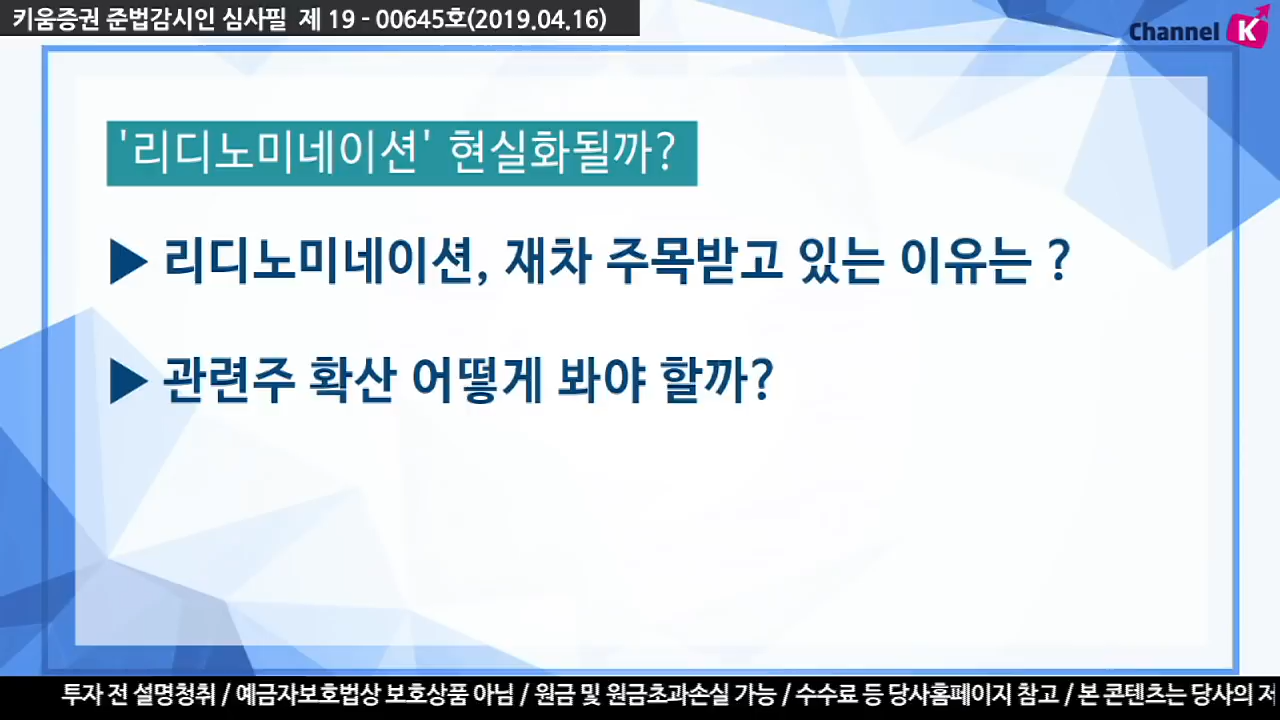 키움증권 준법감시인 심사필 제 19 - 00645호(2019.04.16)
Channel K
'리디노미네이션' 현실화될까?
▶ 리디노미네이션, 재차 주목받고 있는 이유는 ?
▶ 관련주 확산 어떻게 봐야 할까?
투자 전 설명청취 / 예금자보호법상 보호상품 아님 / 원금 및 원금초과손실 가능 / 수수료 등 당사홈페이지 참고 / 본 콘텐츠는 당사의 저